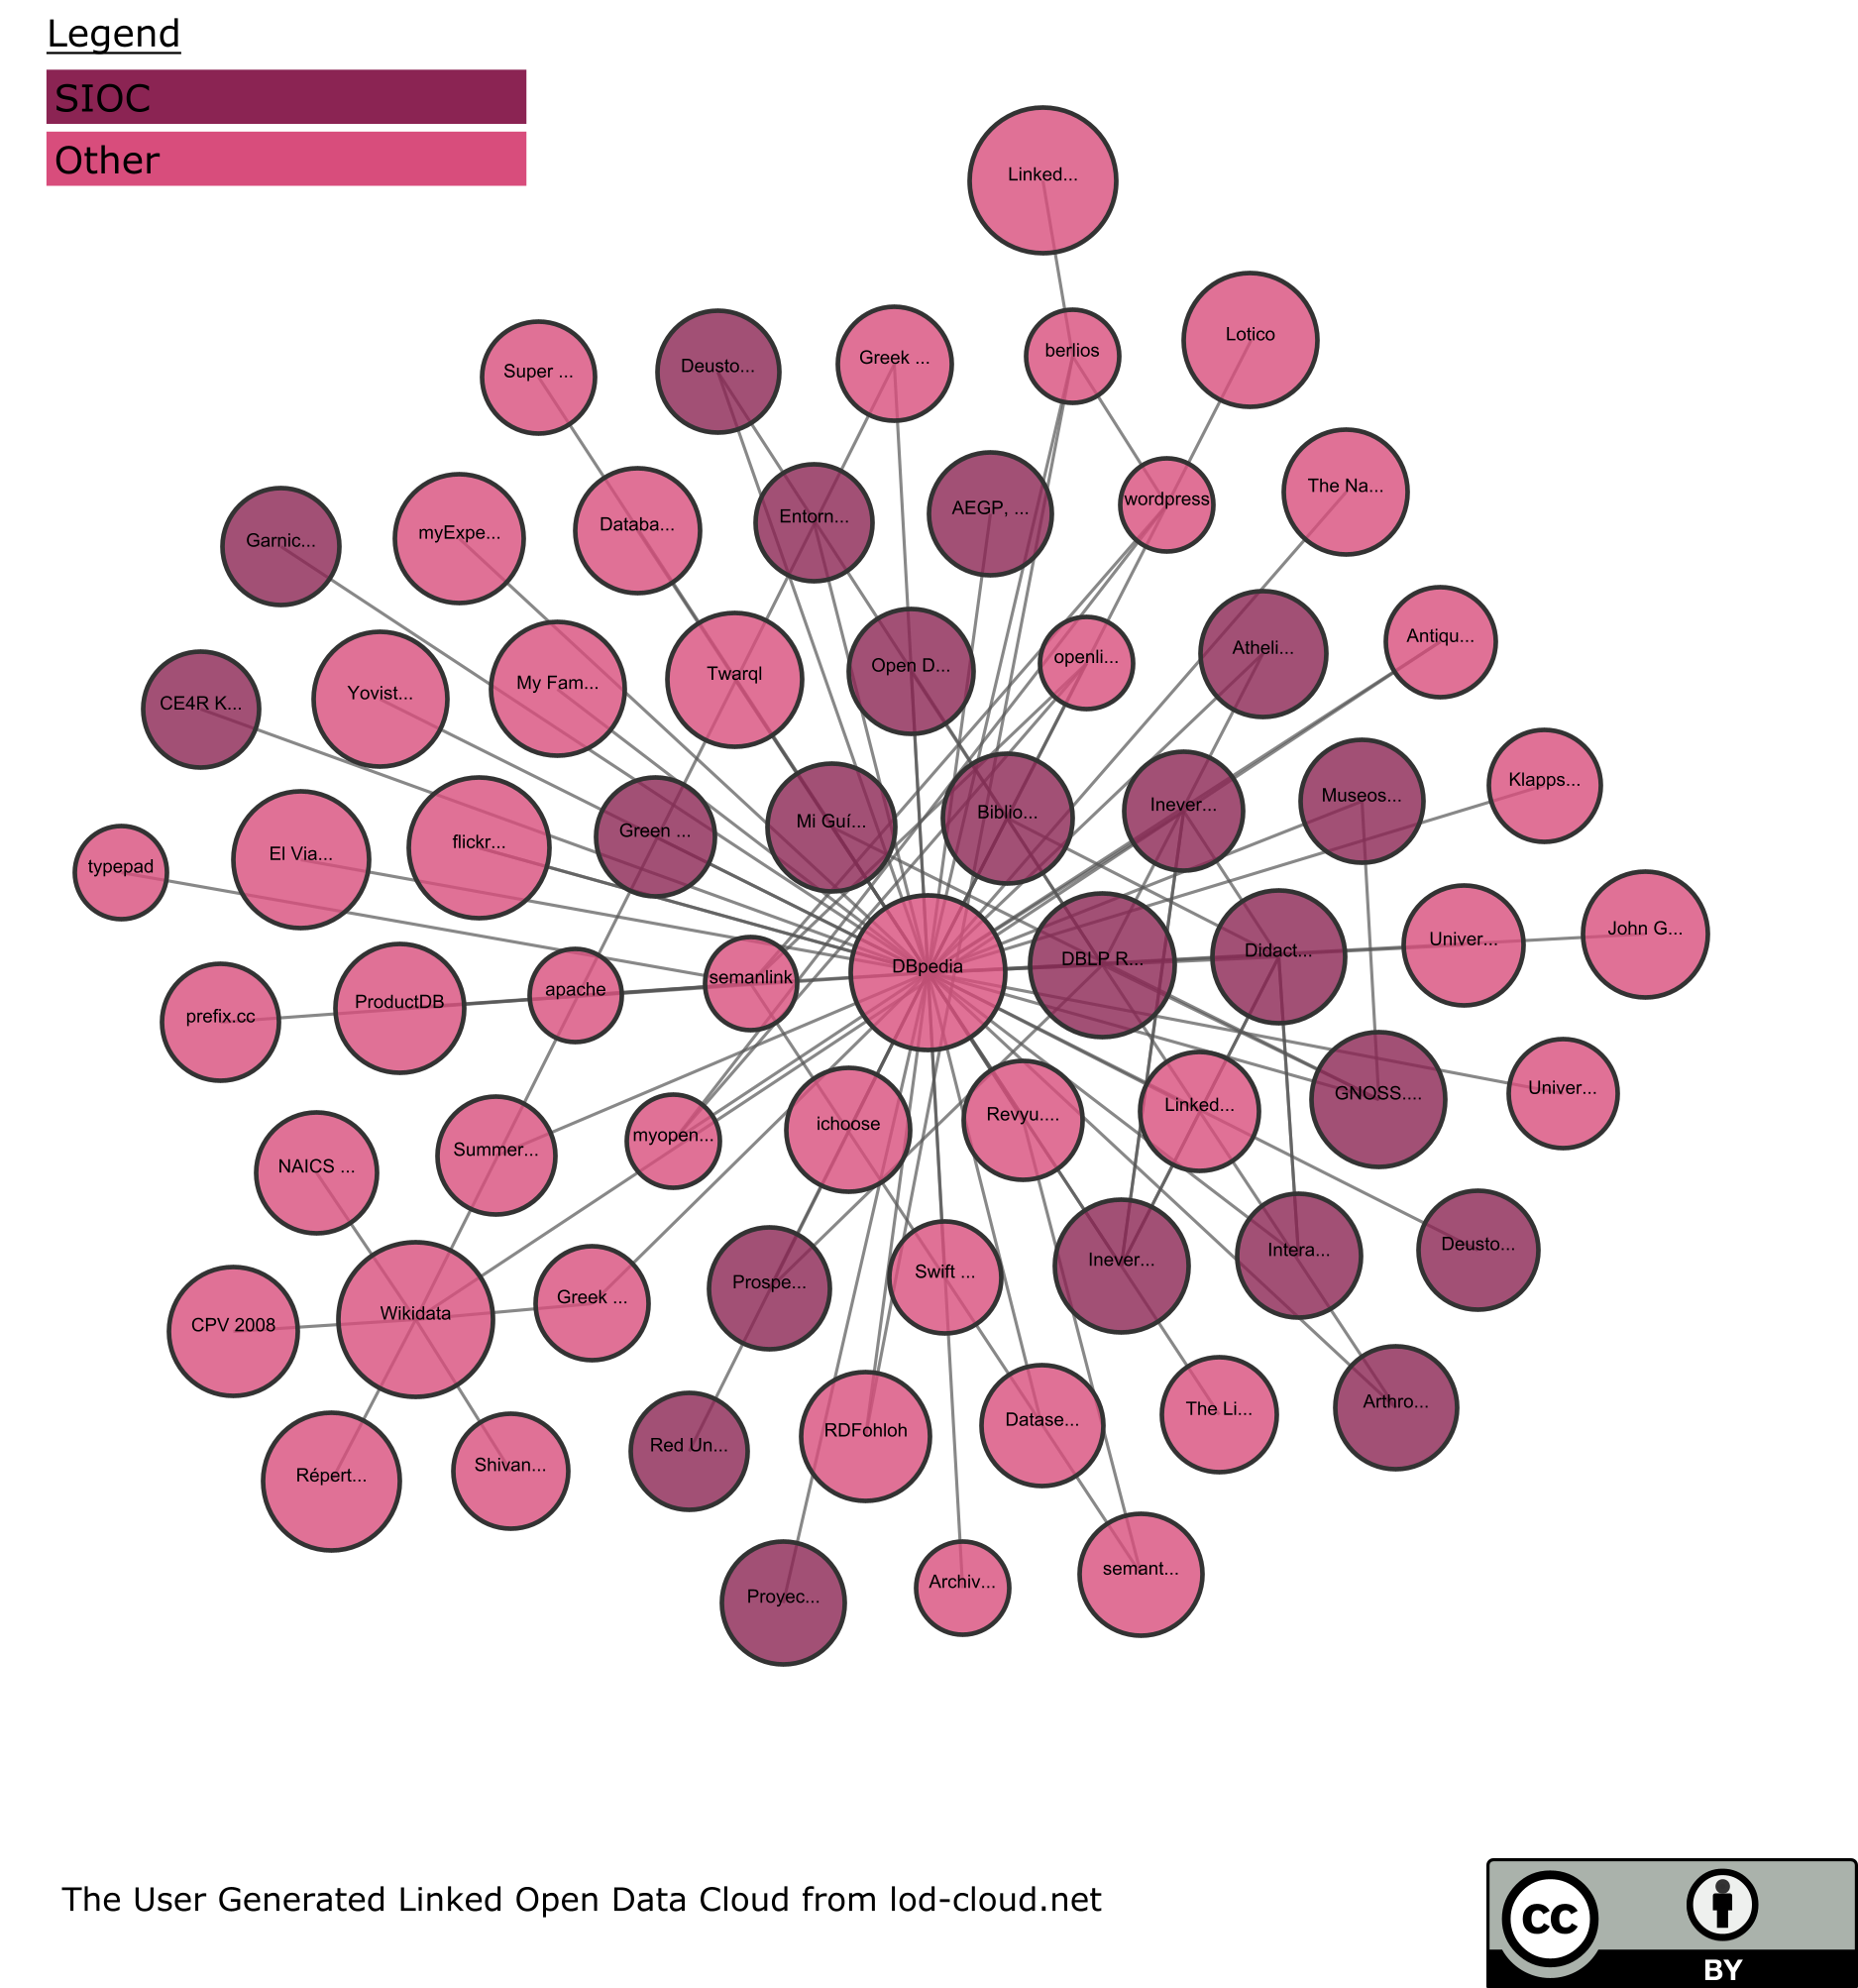 Legend
SIOC
Other
Linked...
Lotico
berlios
Greek ...
Deusto...
Super ...
The Na...
wordpress
AEGP, ...
Entorn...
Databa...
myExpe...
Garnic...
Antiqu...
Atheli...
openli...
Open D...
Twarql
My Fam...
Yovist...
CE4R K...
Klapps...
Museos...
Inever...
Biblio...
Mi Guí...
Green ...
flickr...
El Via...
typepad
John G...
Univer...
Didact...
DBLP R...
DBpedia
semanlink
apache
ProductDB
prefix.cc
Univer...
GNOSS....
Linked...
Revyu....
ichoose
myopen...
Summer...
NAICS ...
Deusto...
Intera...
Inever...
Swift ...
Prospe...
Greek ...
Wikidata
CPV 2008
Arthro...
The Li...
Datase...
RDFohloh
Red Un...
Shivan...
Répert...
semant...
Archiv...
Proyec...
The User Generated Linked Open Data Cloud from lod-cloud.net
cc
BY